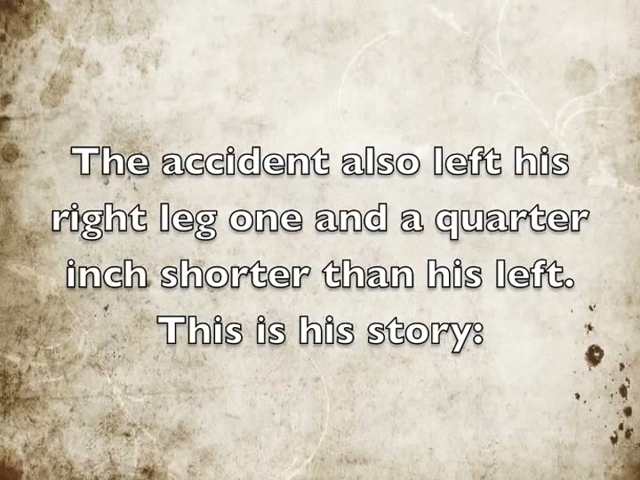 The accident also left his
right leg one and a quarter
inch shorter than his left.
This is his story: